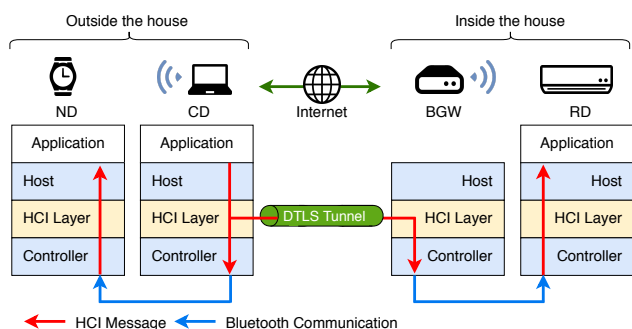 Outside the house
Inside the house
ND
CD
Internet
BGW
RD
Application
Application
Application
Host
Host
Host
Host
HCI Layer
HCI Layer
DTLS Tunnel
HCI Layer
HCI Layer
Controller
Controller
Controller
Controller
HCI Message
Bluetooth Communication